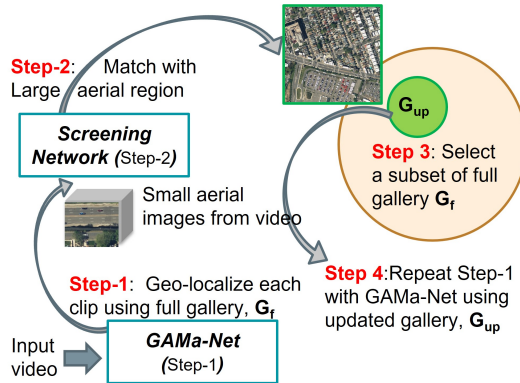 Step-2: Match with
Large aerial region
Screening
Network (Step-2)
Small aerial
images from video
Step-1: Geo-localize each
clip using full gallery, Gf
Input
video
GAMa-Net
(Step-1)
Gup
Step 3: Select
a subset of full
gallery Gf
Step 4:Repeat Step-1
with GAMa-Net using
updated gallery, Gup